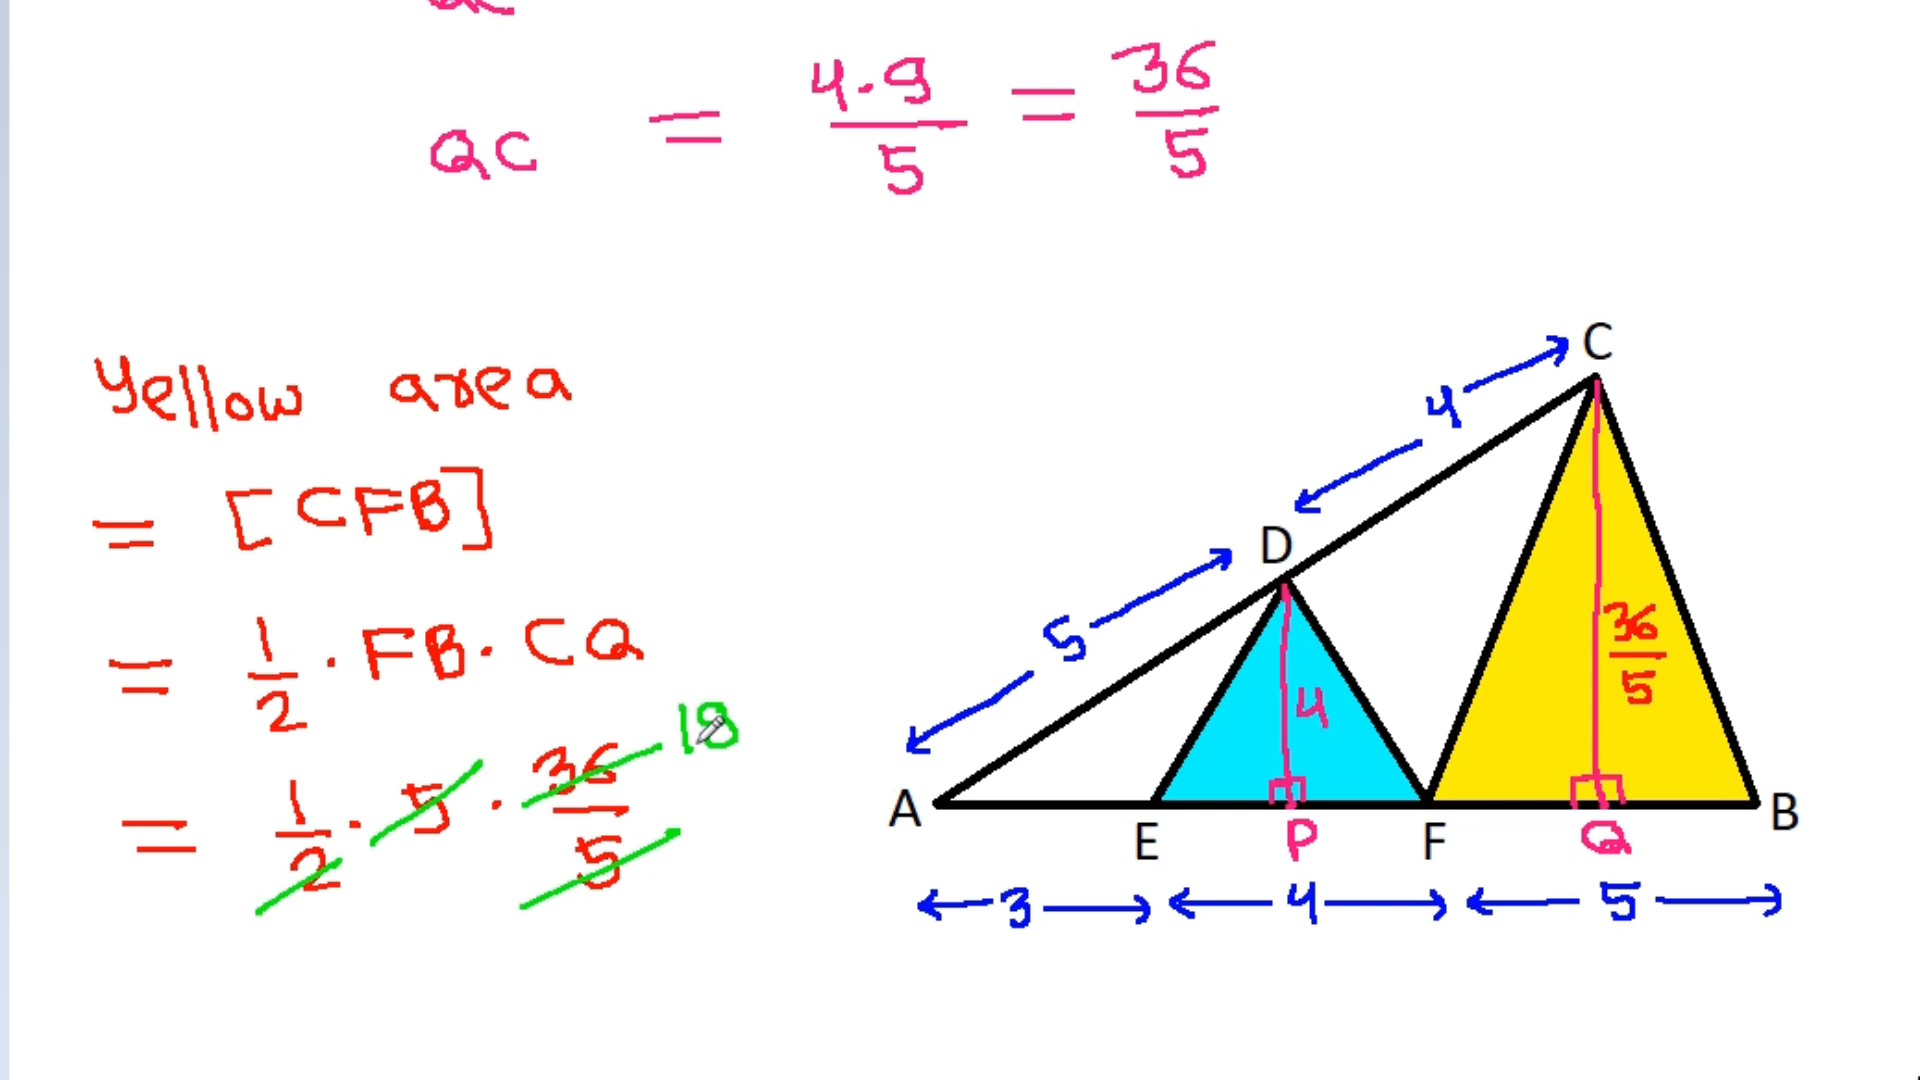 QC = 4·9/5 = 36/5
Yellow area
= [CFB]
= 1/2 · FB · CQ
= 1/2 · 5 · 36/5 18
C
4
D
5
36/5
4
A
B
E P F Q
3 4 5